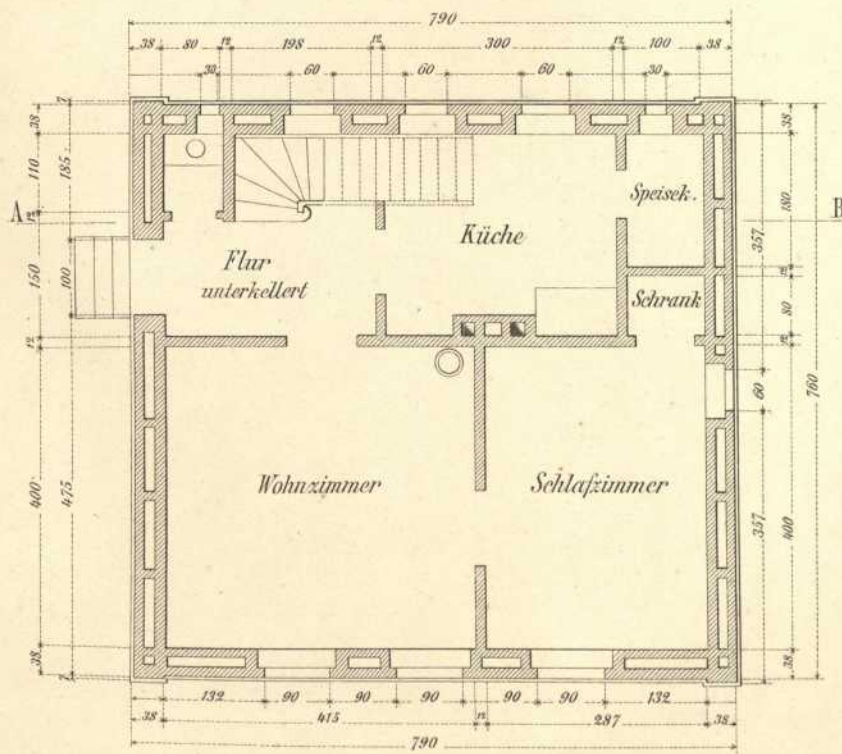 790
38 80 12 198 12 300 12 100 38
30 60 60 60 30
7
38
110
185
12
150
100
12
400
475
38
7
A
B
Speisek.
Küche
Flur
unterkellert
Schrank
Wohnzimmer
Schlafzimmer
38
180
357
12
80
12
60
760
400
357
38
132 90 90 90 90 90 132
38 415 12 287 38
790